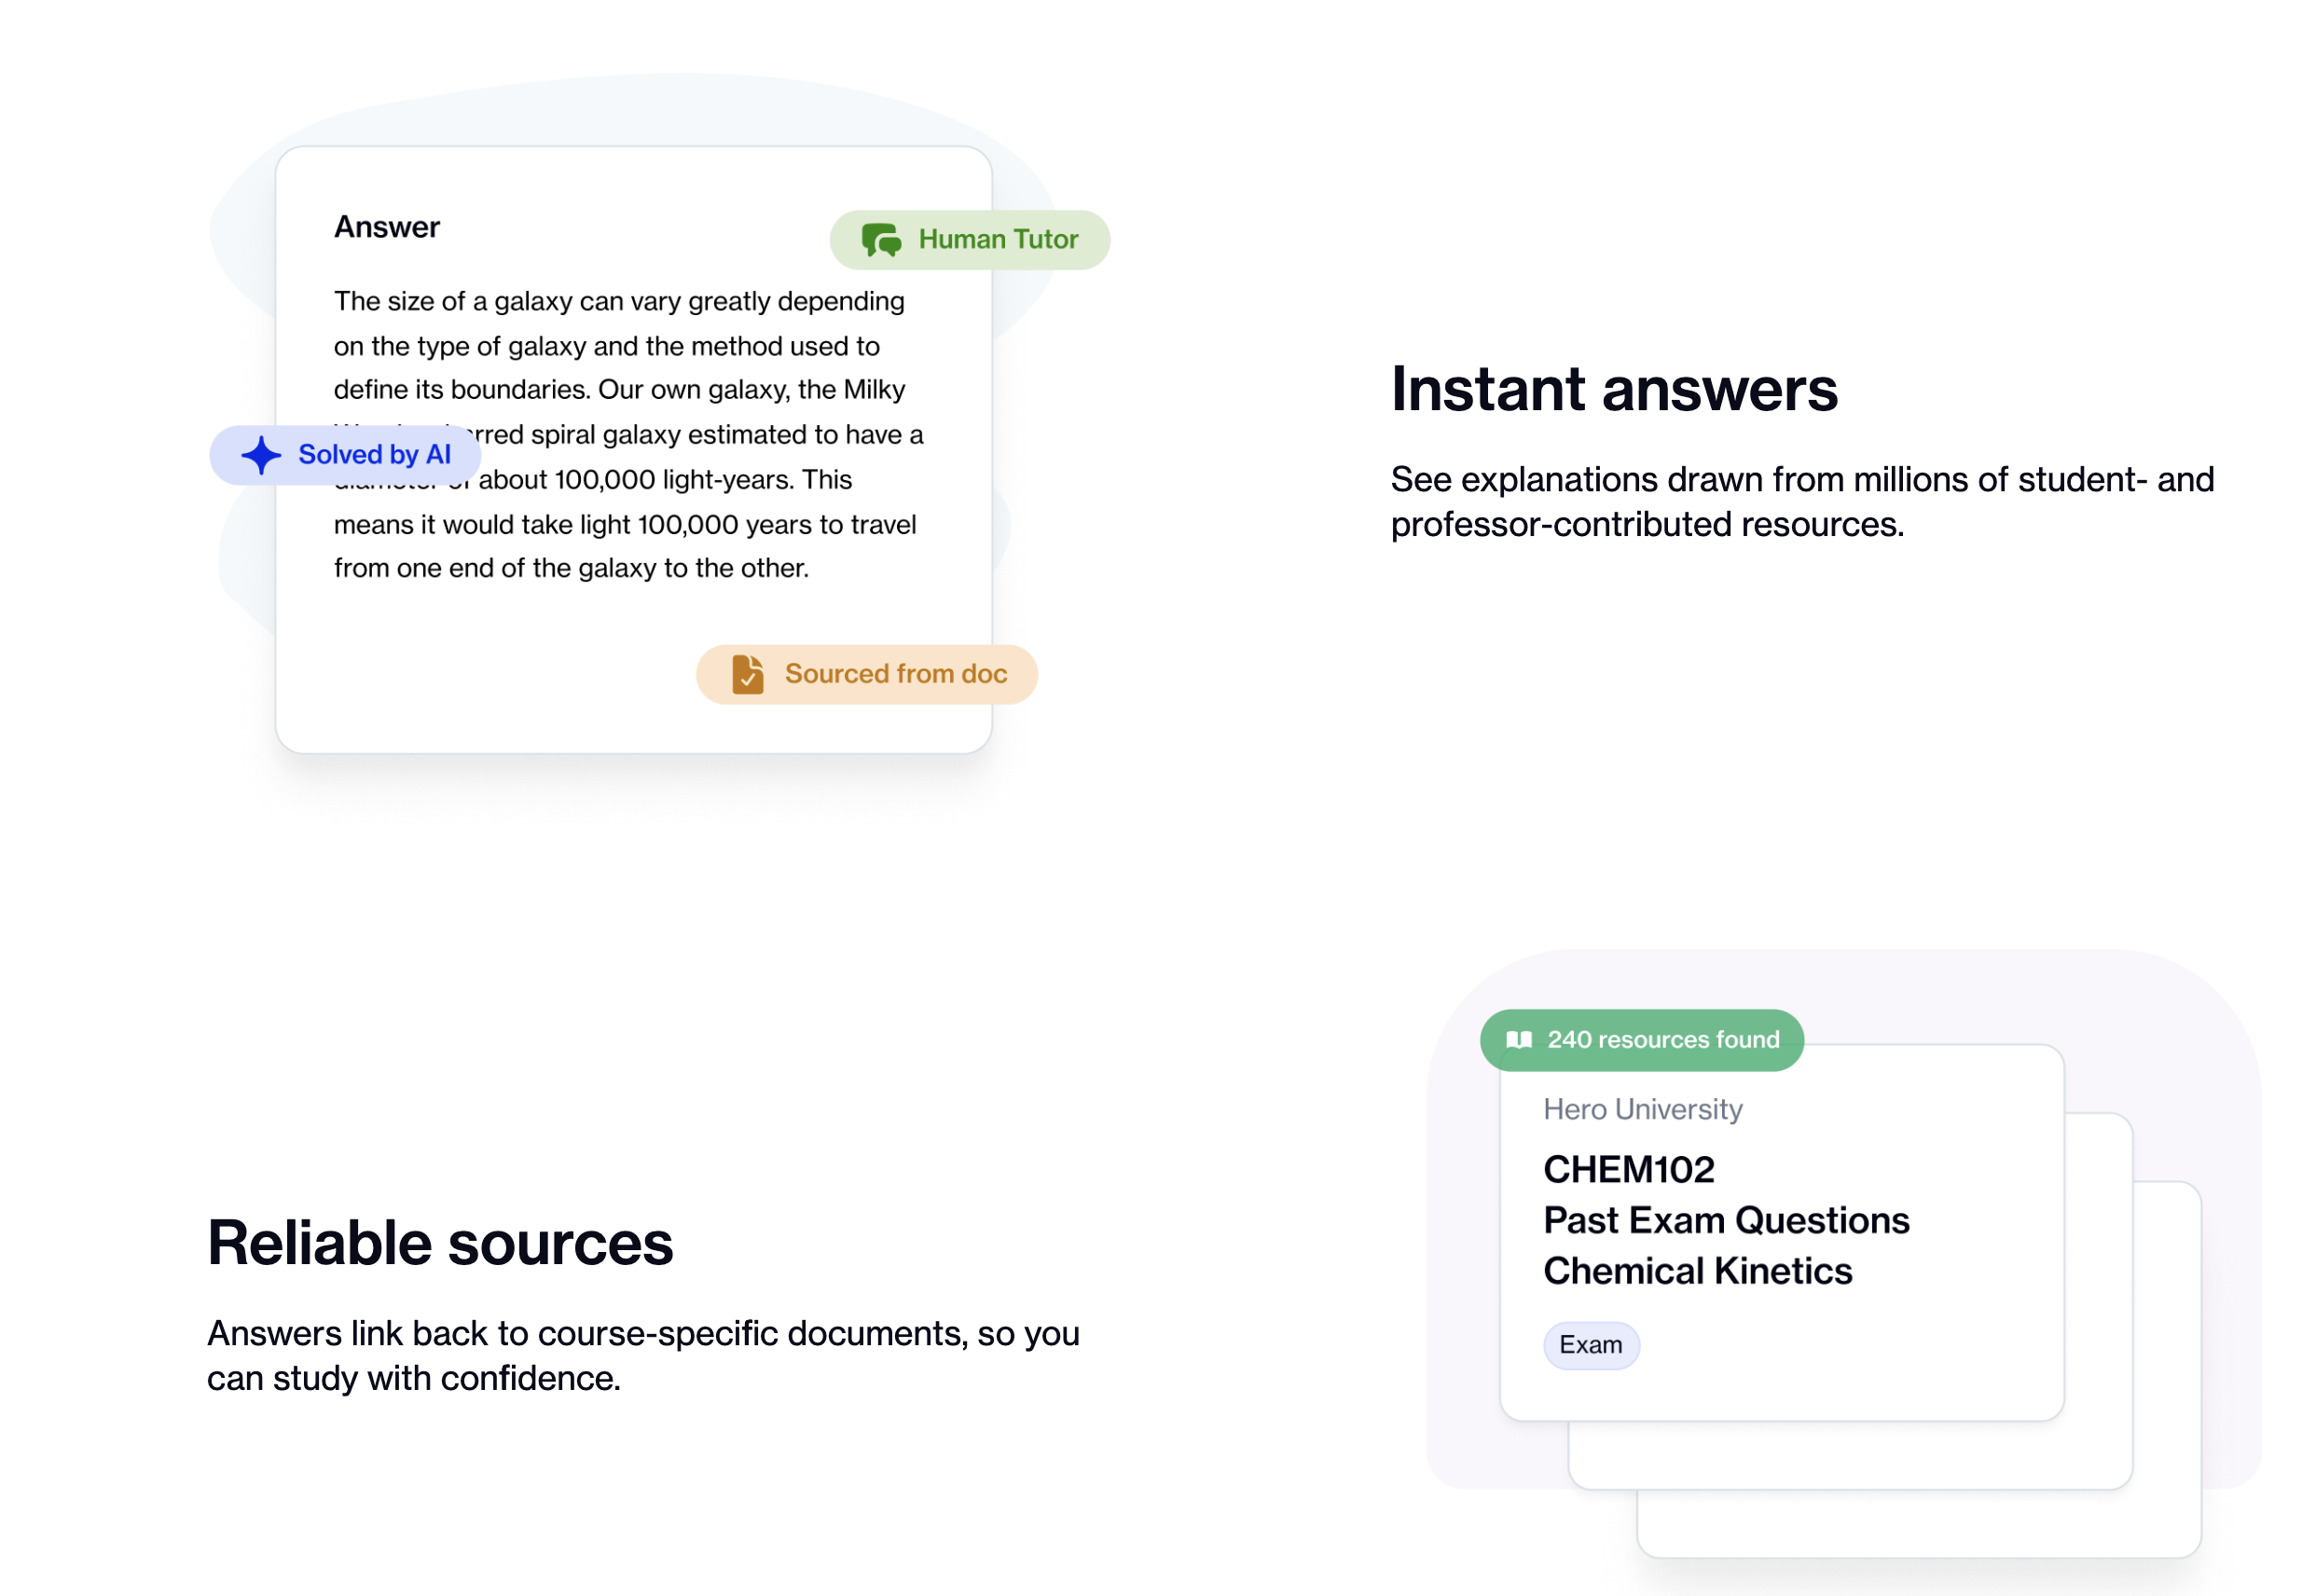 Answer
Human Tutor
The size of a galaxy can vary greatly depending
on the type of galaxy and the method used to
define its boundaries. Our own galaxy, the Milky
spiral galaxy estimated to have a
Solved by AI
about 100,000 light-years. This
means it would take light 100,000 years to travel
from one end of the galaxy to the other.
Sourced from doc
Instant answers
See explanations drawn from millions of student- and
professor-contributed resources.
Reliable sources
Answers link back to course-specific documents, so you
can study with confidence.
240 resources found
Hero University
CHEM102
Past Exam Questions
Chemical Kinetics
Exam